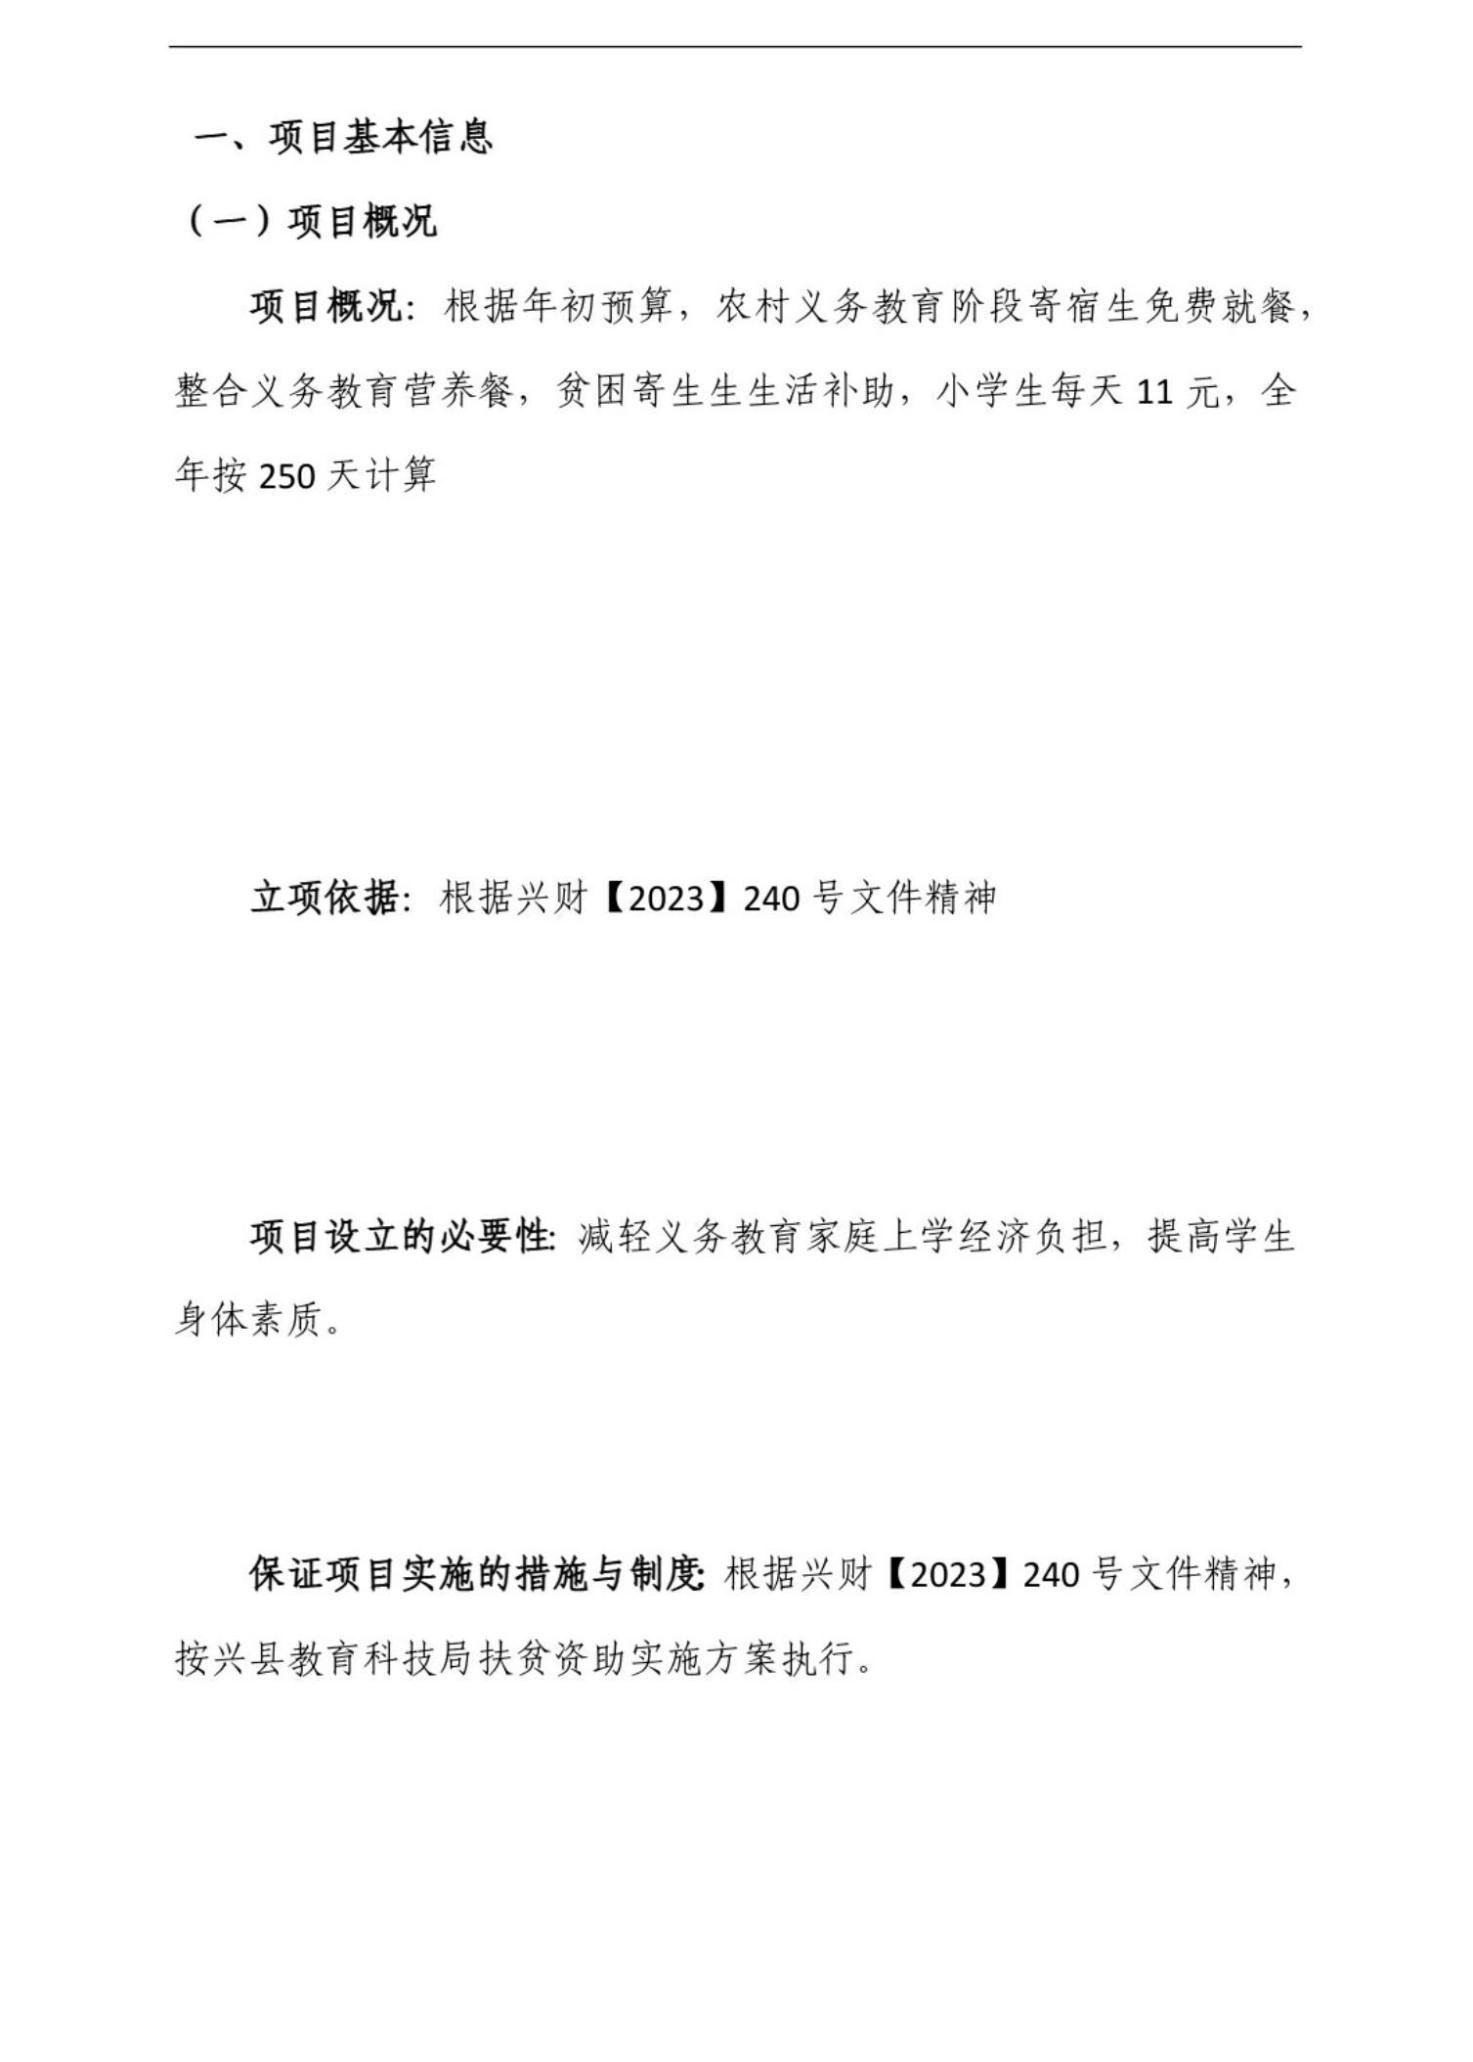 一、项目基本信息
（一）项目概况
项目概况：根据年初预算，农村义务教育阶段寄宿生免费就餐，
整合义务教育营养餐，贫困寄生生生活补助，小学生每天 11 元，全
年按 250 天计算
立项依据：根据兴财【2023】240 号文件精神
项目设立的必要性：减轻义务教育家庭上学经济负担，提高学生
身体素质。
保证项目实施的措施与制度：根据兴财【2023】240 号文件精神，
按兴县教育科技局扶贫资助实施方案执行。